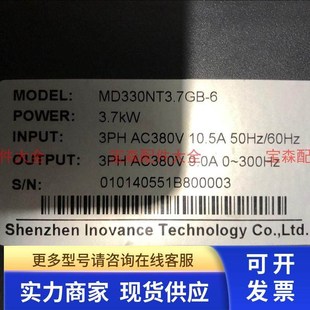 MODEL: MD330NT3.7GB-6
POWER: 3.7kW
INPUT: 3PH AC380V 10.5A 50Hz/60Hz
OUTPUT: 3PH AC380V .0A 0~300Hz
S/N: 010140551B800003
Shenzhen Inovance Technology Co.,Ltd.
更多型号请咨询在线客服
实力商家 现货供应
可开发票